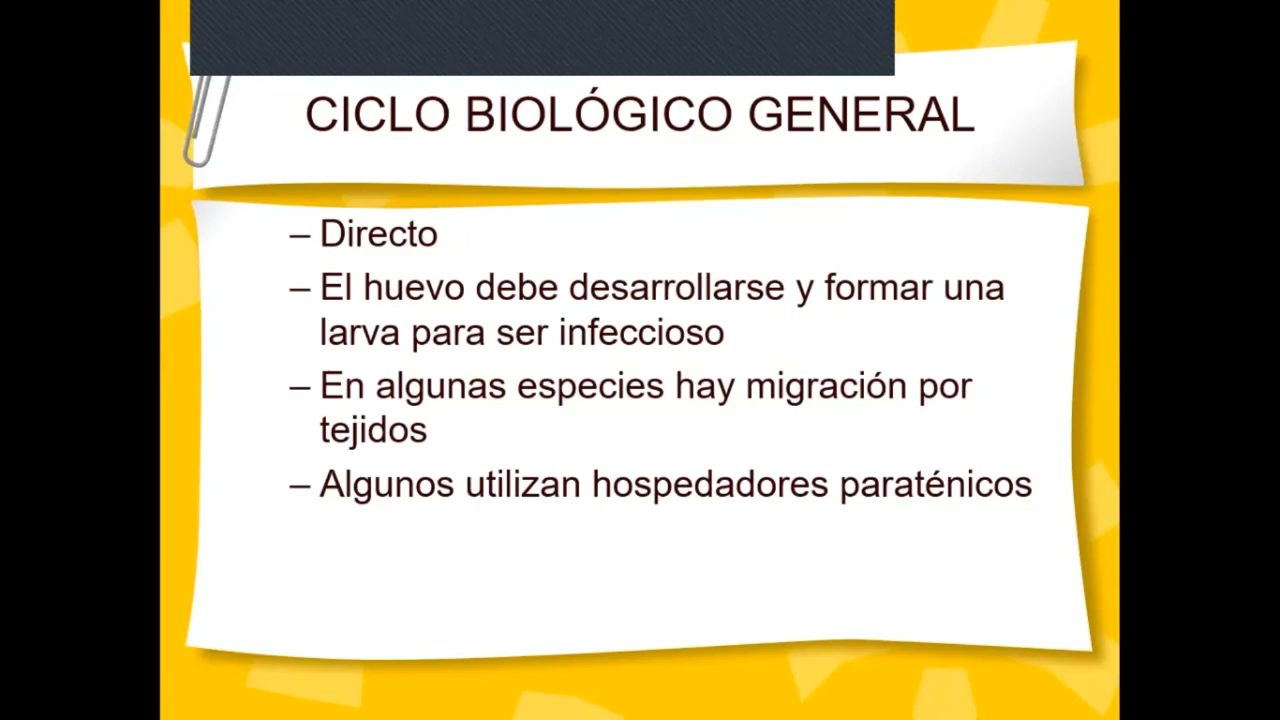 CICLO BIOLÓGICO GENERAL
– Directo
– El huevo debe desarrollarse y formar una
larva para ser infeccioso
– En algunas especies hay migración por
tejidos
– Algunos utilizan hospedadores paraténicos